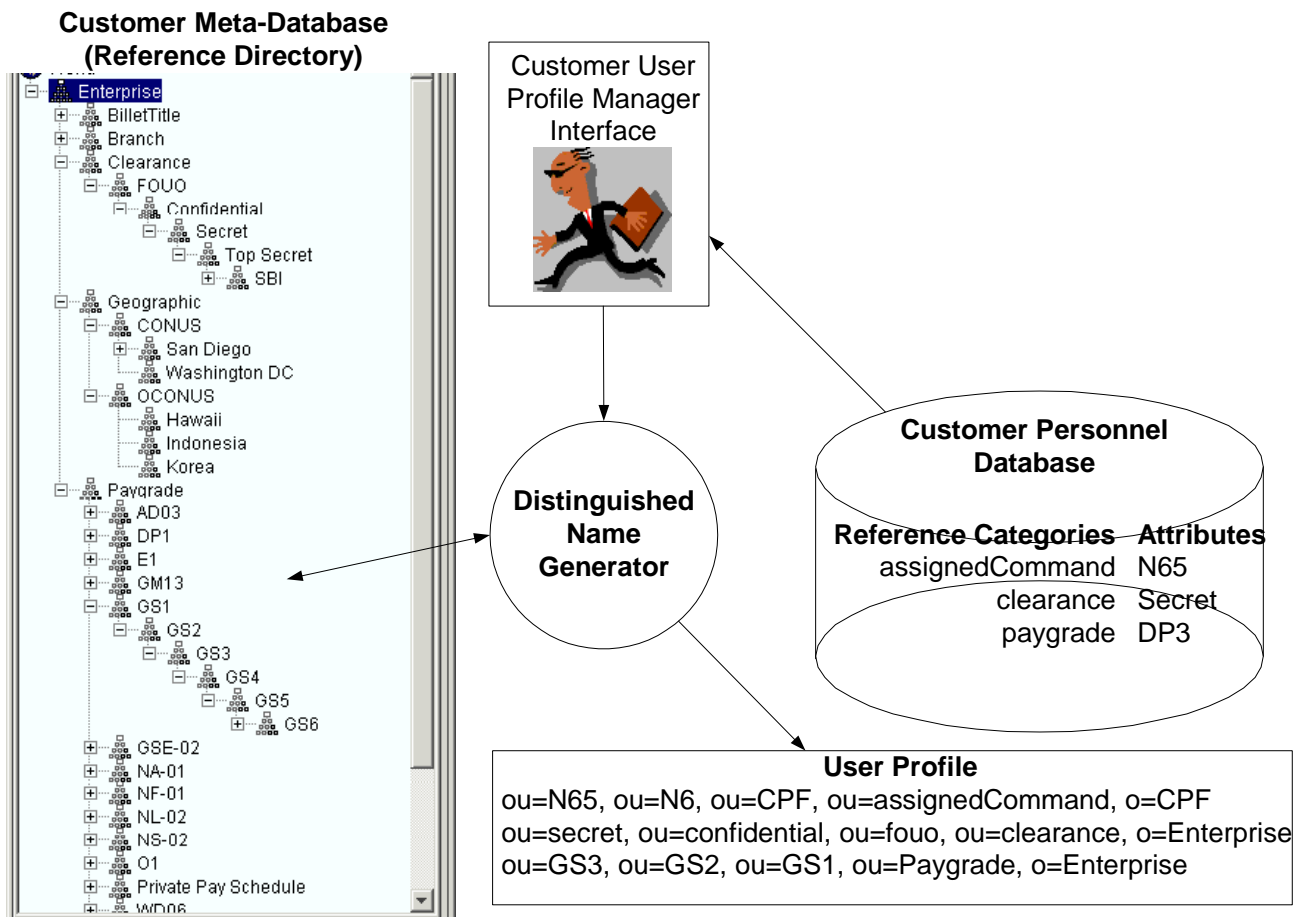 Customer Meta-Database
(Reference Directory)
Enterprise
BilletTitle
Branch
Clearance
FOUO
Confidential
Secret
Top Secret
SBI
Geographic
CONUS
San Diego
Washington DC
OCONUS
Hawaii
Indonesia
Korea
Paygrade
AD03
DP1
E1
GM13
GS1
GS2
GS3
GS4
GS5
GS6
GSE-02
NA-01
NF-01
NL-02
NS-02
O1
Private Pay Schedule
WD06
Customer User
Profile Manager
Interface
Distinguished
Name
Generator
Customer Personnel
Database
Reference Categories Attributes
assignedCommand N65
clearance Secret
paygrade DP3
User Profile
ou=N65, ou=N6, ou=CPF, ou=assignedCommand, o=CPF
ou=secret, ou=confidential, ou=fouo, ou=clearance, o=Enterprise
ou=GS3, ou=GS2, ou=GS1, ou=Paygrade, o=Enterprise